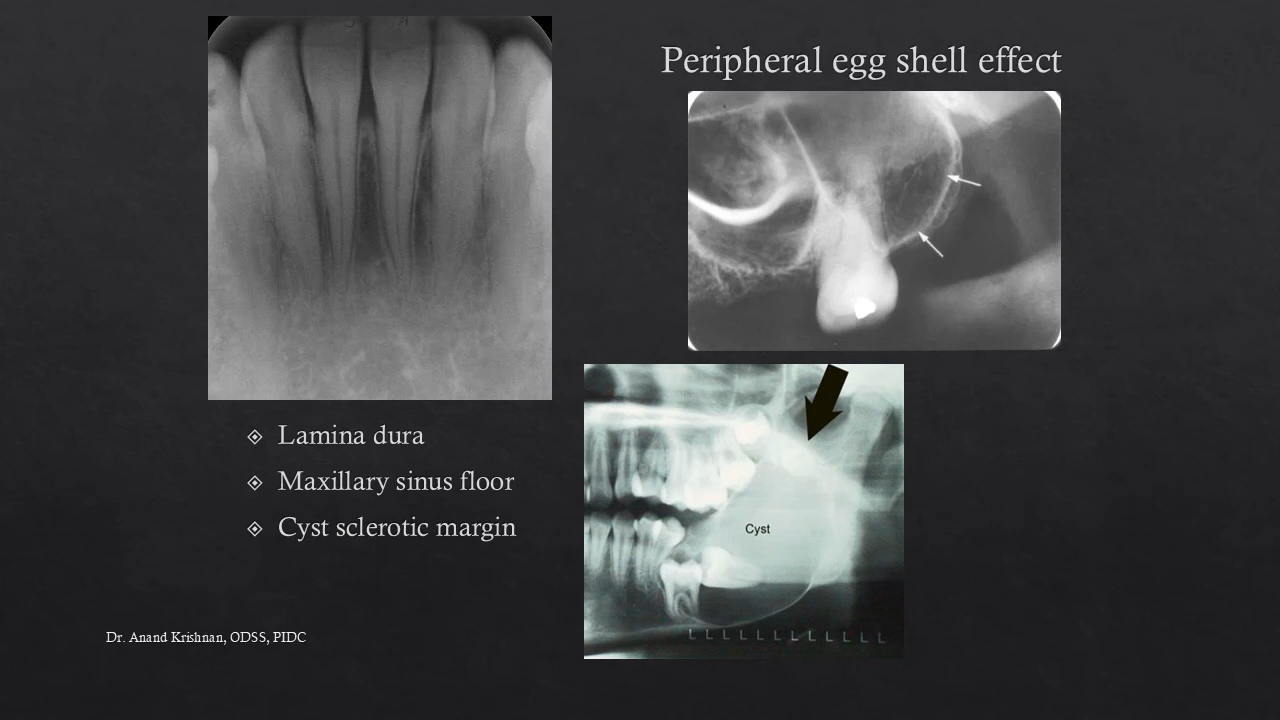 Peripheral egg shell effect
Lamina dura
Maxillary sinus floor
Cyst sclerotic margin
Cyst
L L L L L L L L L L L L
Dr. Anand Krishnan, ODSS, PIDC